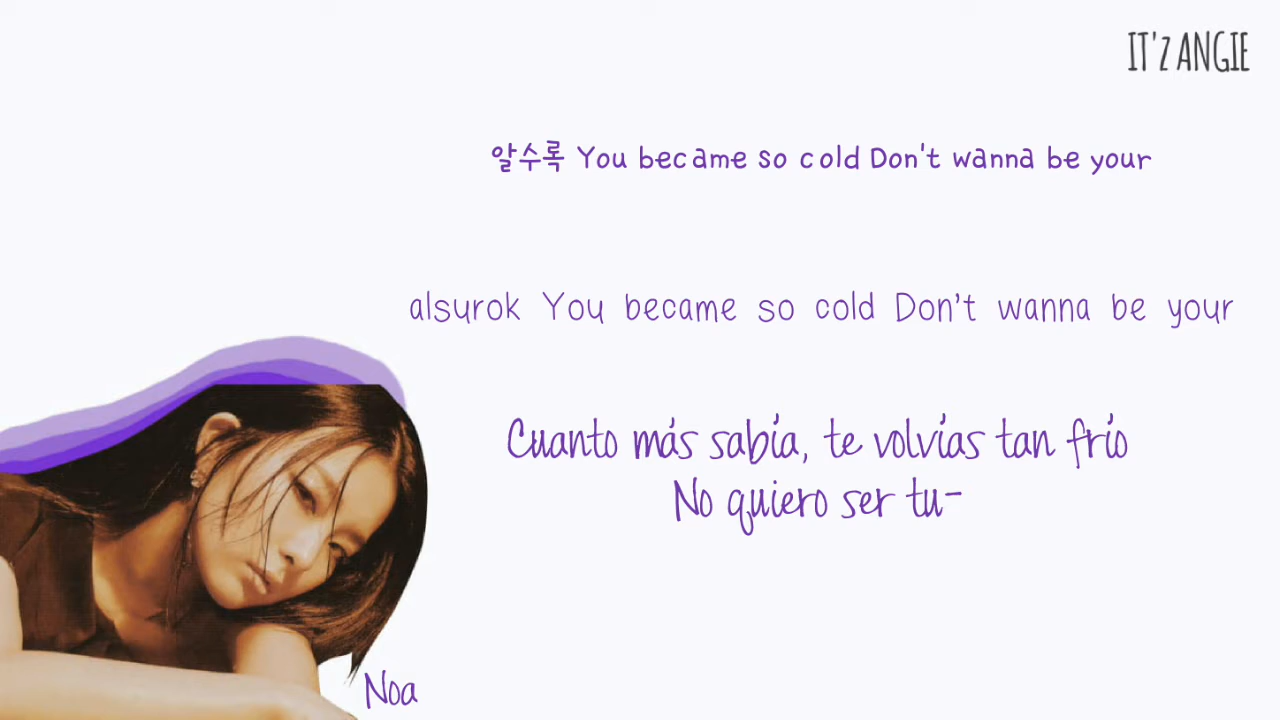 IT'z ANGIE
알수록 You became so cold Don't wanna be your
alsurok You became so cold Don't wanna be your
Cuanto más sabía, te volvías tan frío
No quiero ser tu-
Noa